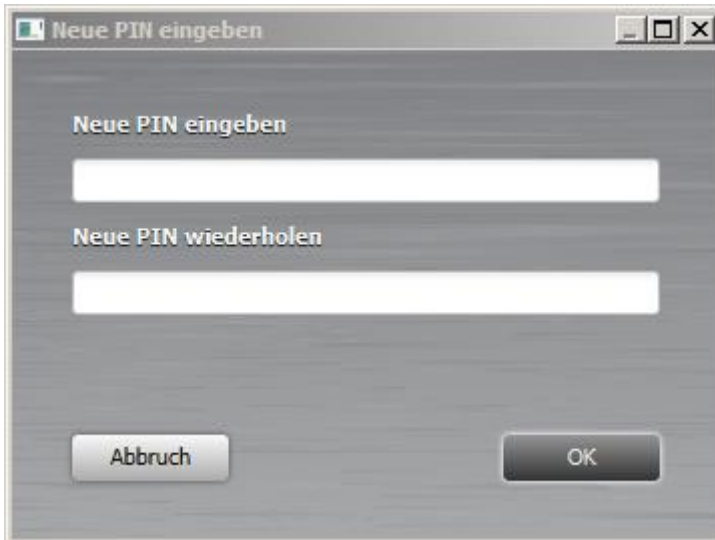 Neue PIN eingeben
Neue PIN eingeben
Neue PIN wiederholen
Abbruch
OK